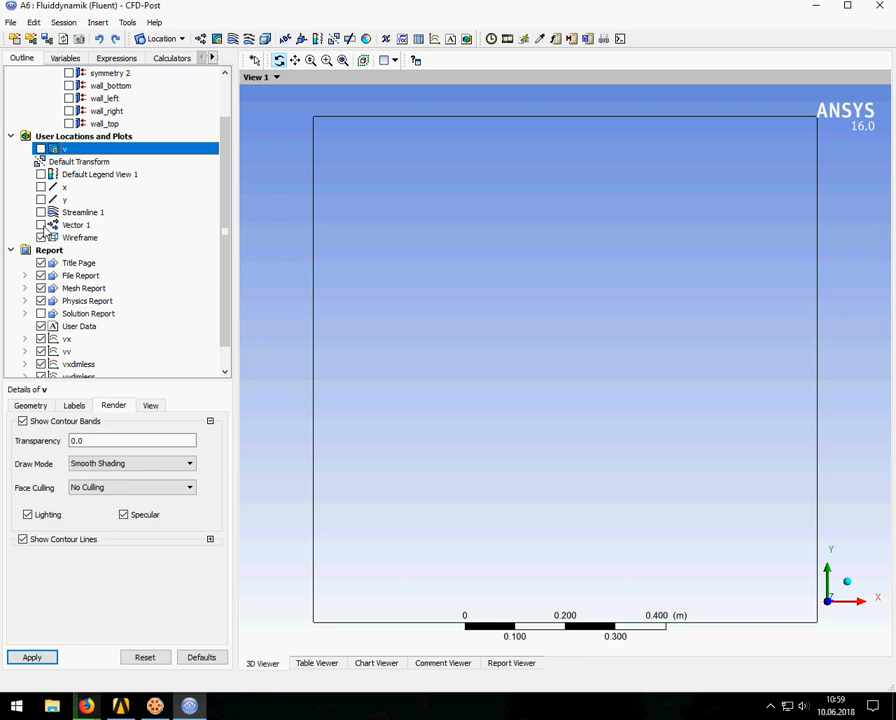 A6 : Fluiddynamik (Fluent) - CFD-Post
File Edit Session Insert Tools Help
Location
Outline Variables Expressions Calculators
View 1
symmetry 2
wall_bottom
wall_left
wall_right
wall_top
User Locations and Plots
v
Default Transform
Default Legend View 1
x
y
Streamline 1
Vector 1
Wireframe
Report
Title Page
File Report
Mesh Report
Physics Report
Solution Report
User Data
vx
vy
vxdimless
vydimless
ANSYS
16.0
Details of v
Geometry Labels Render View
Show Contour Bands
Transparency 0.0
Draw Mode Smooth Shading
Face Culling No Culling
Lighting Specular
Show Contour Lines
Apply Reset Defaults
Y
X
Z
0 0.200 0.400 (m)
0.100 0.300
3D Viewer Table Viewer Chart Viewer Comment Viewer Report Viewer
10:59
10.06.2018